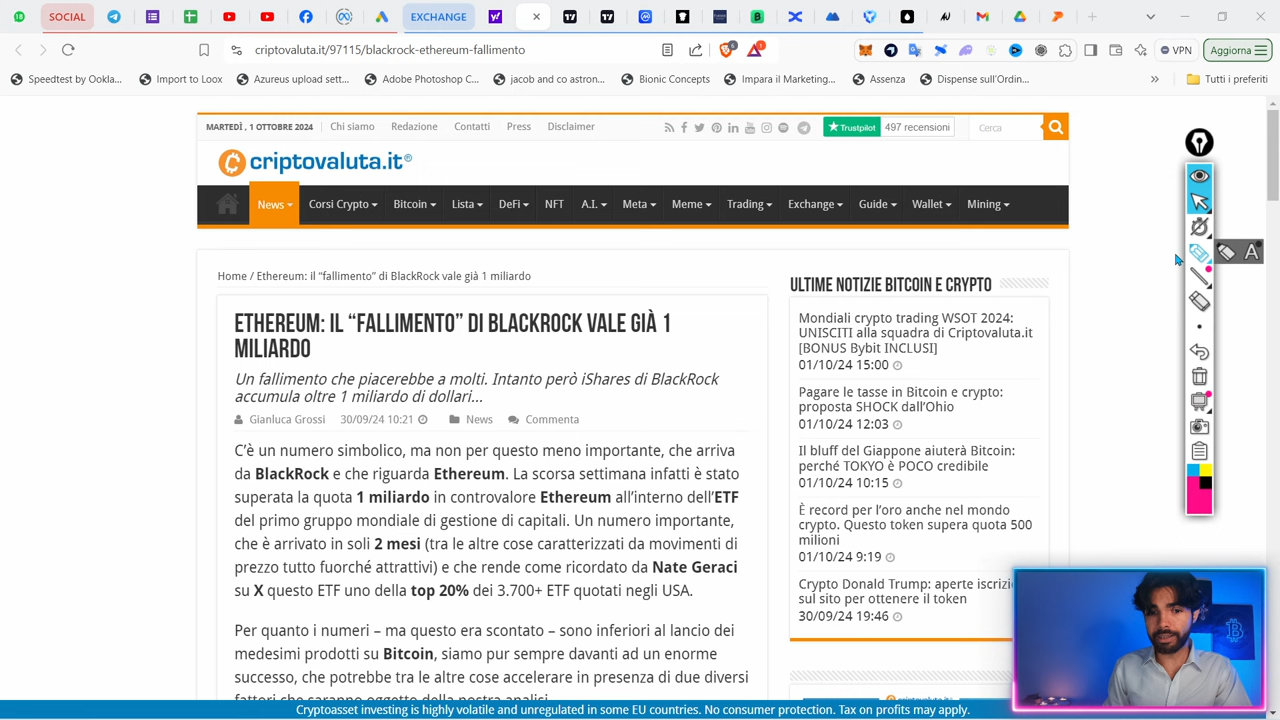 SOCIAL
EXCHANGE
criptovaluta.it/97115/blackrock-ethereum-fallimento
6
1
VPN
Aggiorna
Speedtest by Ookla...
Import to Loox
Azureus upload sett...
Adobe Photoshop C...
jacob and co astron...
Bionic Concepts
Impara il Marketing...
Assenza
Dispense sull'Ordin...
Tutti i preferiti
MARTEDÌ , 1 OTTOBRE 2024
Chi siamo
Redazione
Contatti
Press
Disclaimer
Trustpilot
497 recensioni
Cerca
criptovaluta.it®
News
Corsi Crypto
Bitcoin
Lista
DeFi
NFT
A.I.
Meta
Meme
Trading
Exchange
Guide
Wallet
Mining
Home / Ethereum: il “fallimento” di BlackRock vale già 1 miliardo
ETHEREUM: IL “FALLIMENTO” DI BLACKROCK VALE GIÀ 1
MILIARDO
Un fallimento che piacerebbe a molti. Intanto però iShares di BlackRock
accumula oltre 1 miliardo di dollari...
Gianluca Grossi
30/09/24 10:21
News
Commenta
C’è un numero simbolico, ma non per questo meno importante, che arriva
da BlackRock e che riguarda Ethereum. La scorsa settimana infatti è stato
superata la quota 1 miliardo in controvalore Ethereum all’interno dell’ETF
del primo gruppo mondiale di gestione di capitali. Un numero importante,
che è arrivato in soli 2 mesi (tra le altre cose caratterizzati da movimenti di
prezzo tutto fuorché attrattivi) e che rende come ricordato da Nate Geraci
su X questo ETF uno della top 20% dei 3.700+ ETF quotati negli USA.
Per quanto i numeri – ma questo era scontato – sono inferiori al lancio dei
medesimi prodotti su Bitcoin, siamo pur sempre davanti ad un enorme
successo, che potrebbe tra le altre cose accelerare in presenza di due diversi
fattori che saranno oggetto della nostra analisi.
ULTIME NOTIZIE BITCOIN E CRYPTO
Mondiali crypto trading WSOT 2024:
UNISCITI alla squadra di Criptovaluta.it
[BONUS Bybit INCLUSI]
01/10/24 15:00
Pagare le tasse in Bitcoin e crypto:
proposta SHOCK dall’Ohio
01/10/24 12:03
Il bluff del Giappone aiuterà Bitcoin:
perché TOKYO è POCO credibile
01/10/24 10:15
È record per l’oro anche nel mondo
crypto. Questo token supera quota 500
milioni
01/10/24 9:19
Crypto Donald Trump: aperte iscrizi
sul sito per ottenere il token
30/09/24 19:46
A
Cryptoasset investing is highly volatile and unregulated in some EU countries. No consumer protection. Tax on profits may apply.